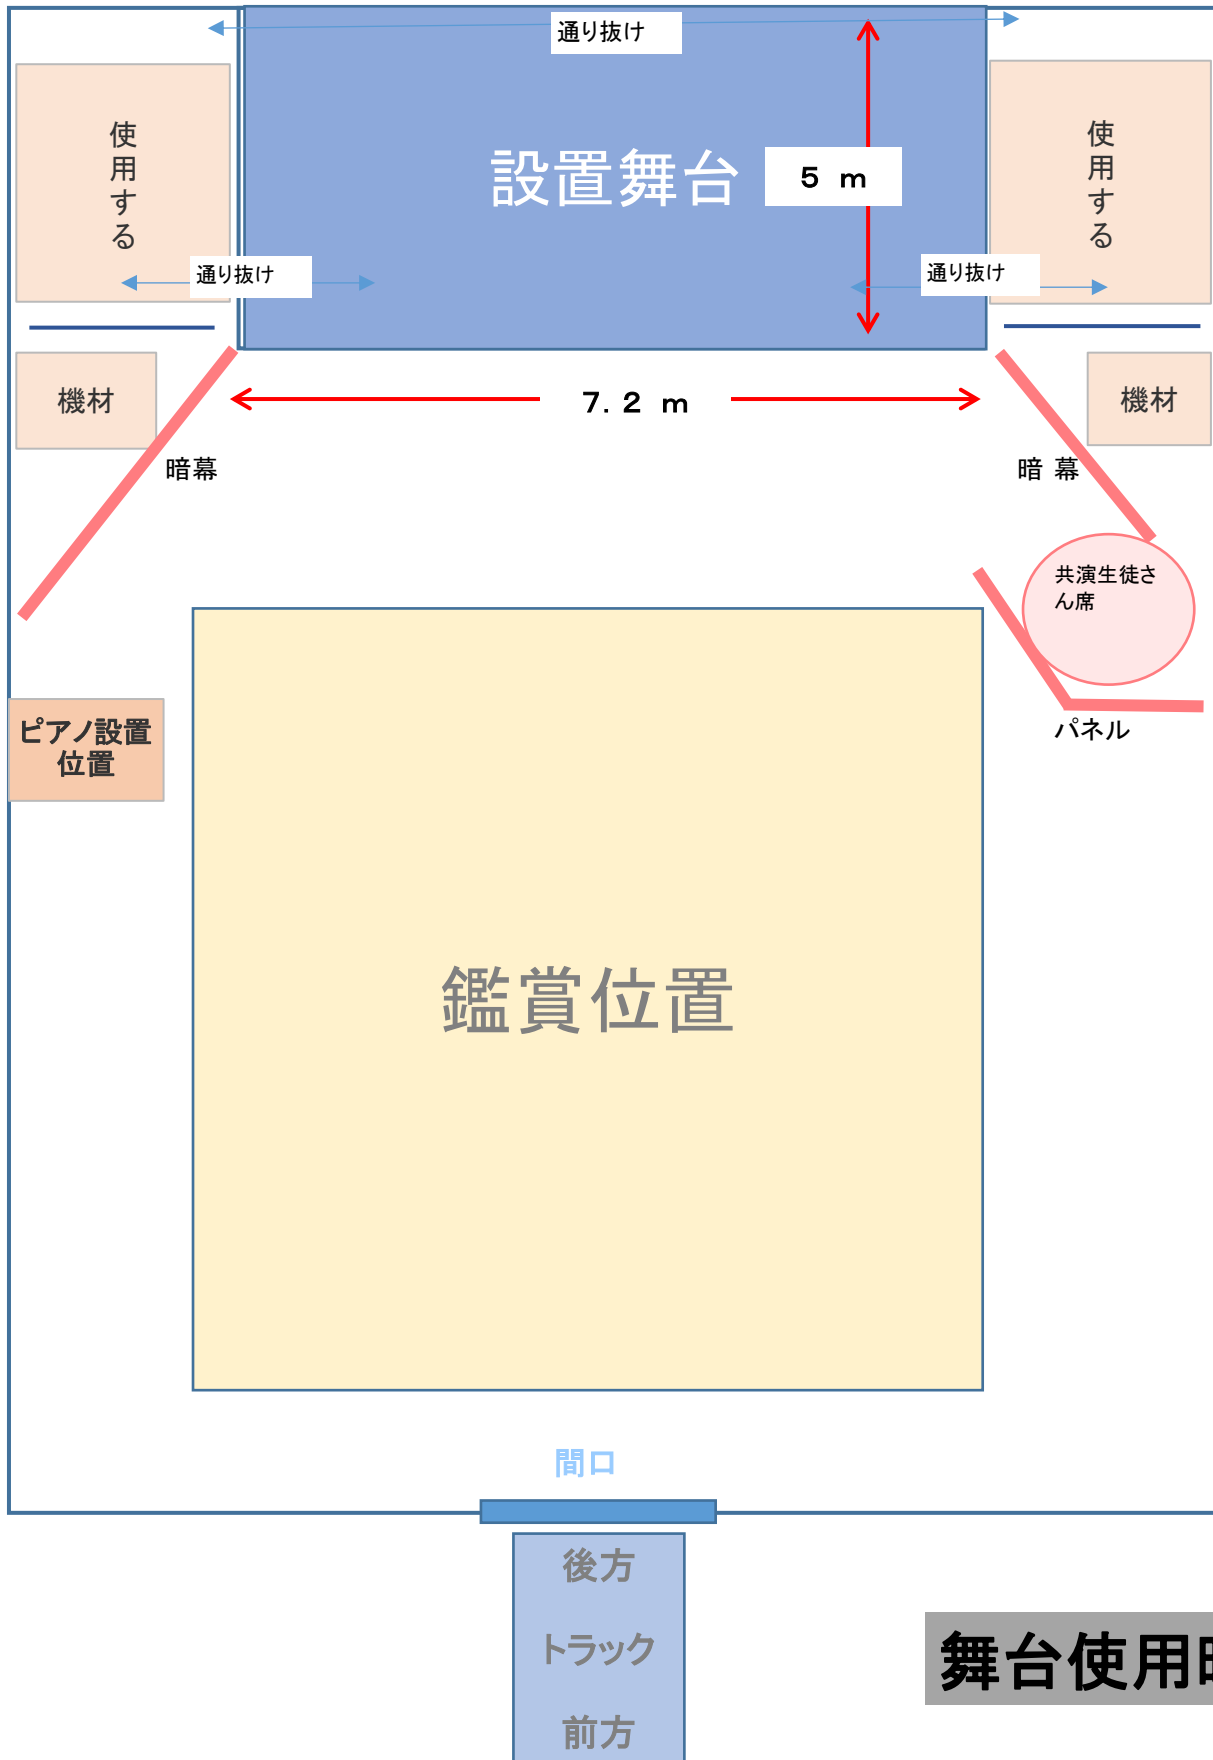 通り抜け
使用する
設置舞台
５ ｍ
使用する
通り抜け
通り抜け
機材
７．２ ｍ
機材
暗幕
暗 幕
共演生徒さ
ん席
ピアノ設置
位置
パネル
鑑賞位置
間口
後方
トラック
前方
舞台使用